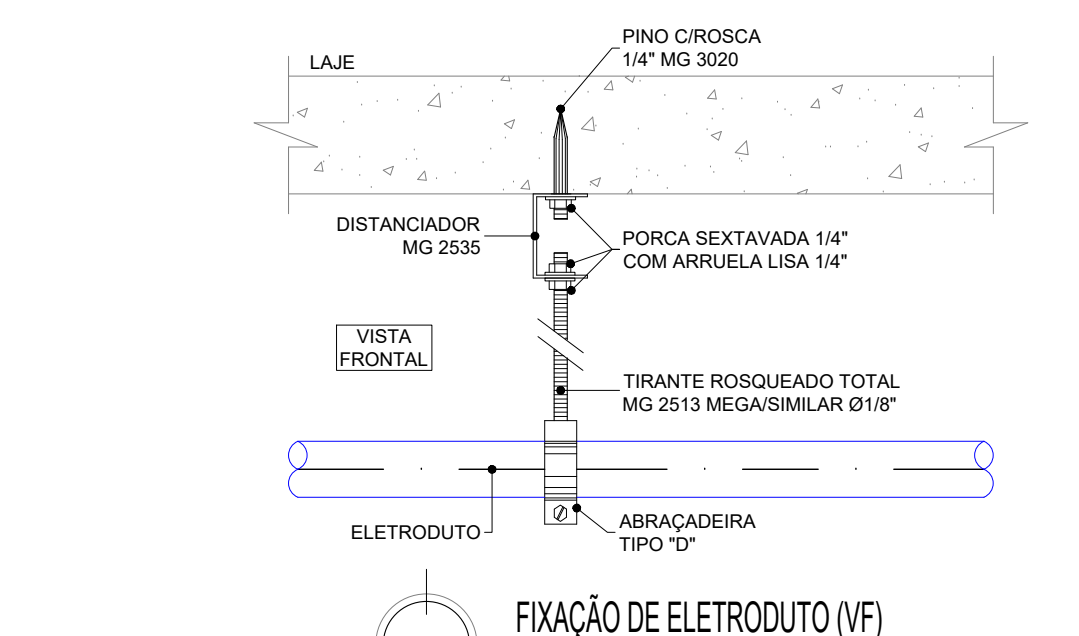 PINO C/ROSCA
1/4" MG 3020
LAJE
DISTANCIADOR
MG 2535
PORCA SEXTAVADA 1/4"
COM ARRUELA LISA 1/4"
VISTA
FRONTAL
TIRANTE ROSQUEADO TOTAL
MG 2513 MEGA/SIMILAR Ø1/8"
ELETRODUTO
ABRAÇADEIRA
TIPO "D"
FIXAÇÃO DE ELETRODUTO (VF)